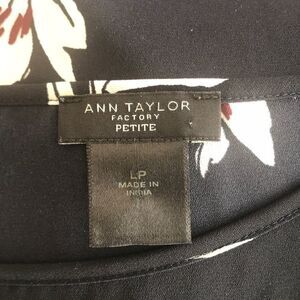 ANN TAYLOR
FACTORY
PETITE
LP
MADE IN
INDIA